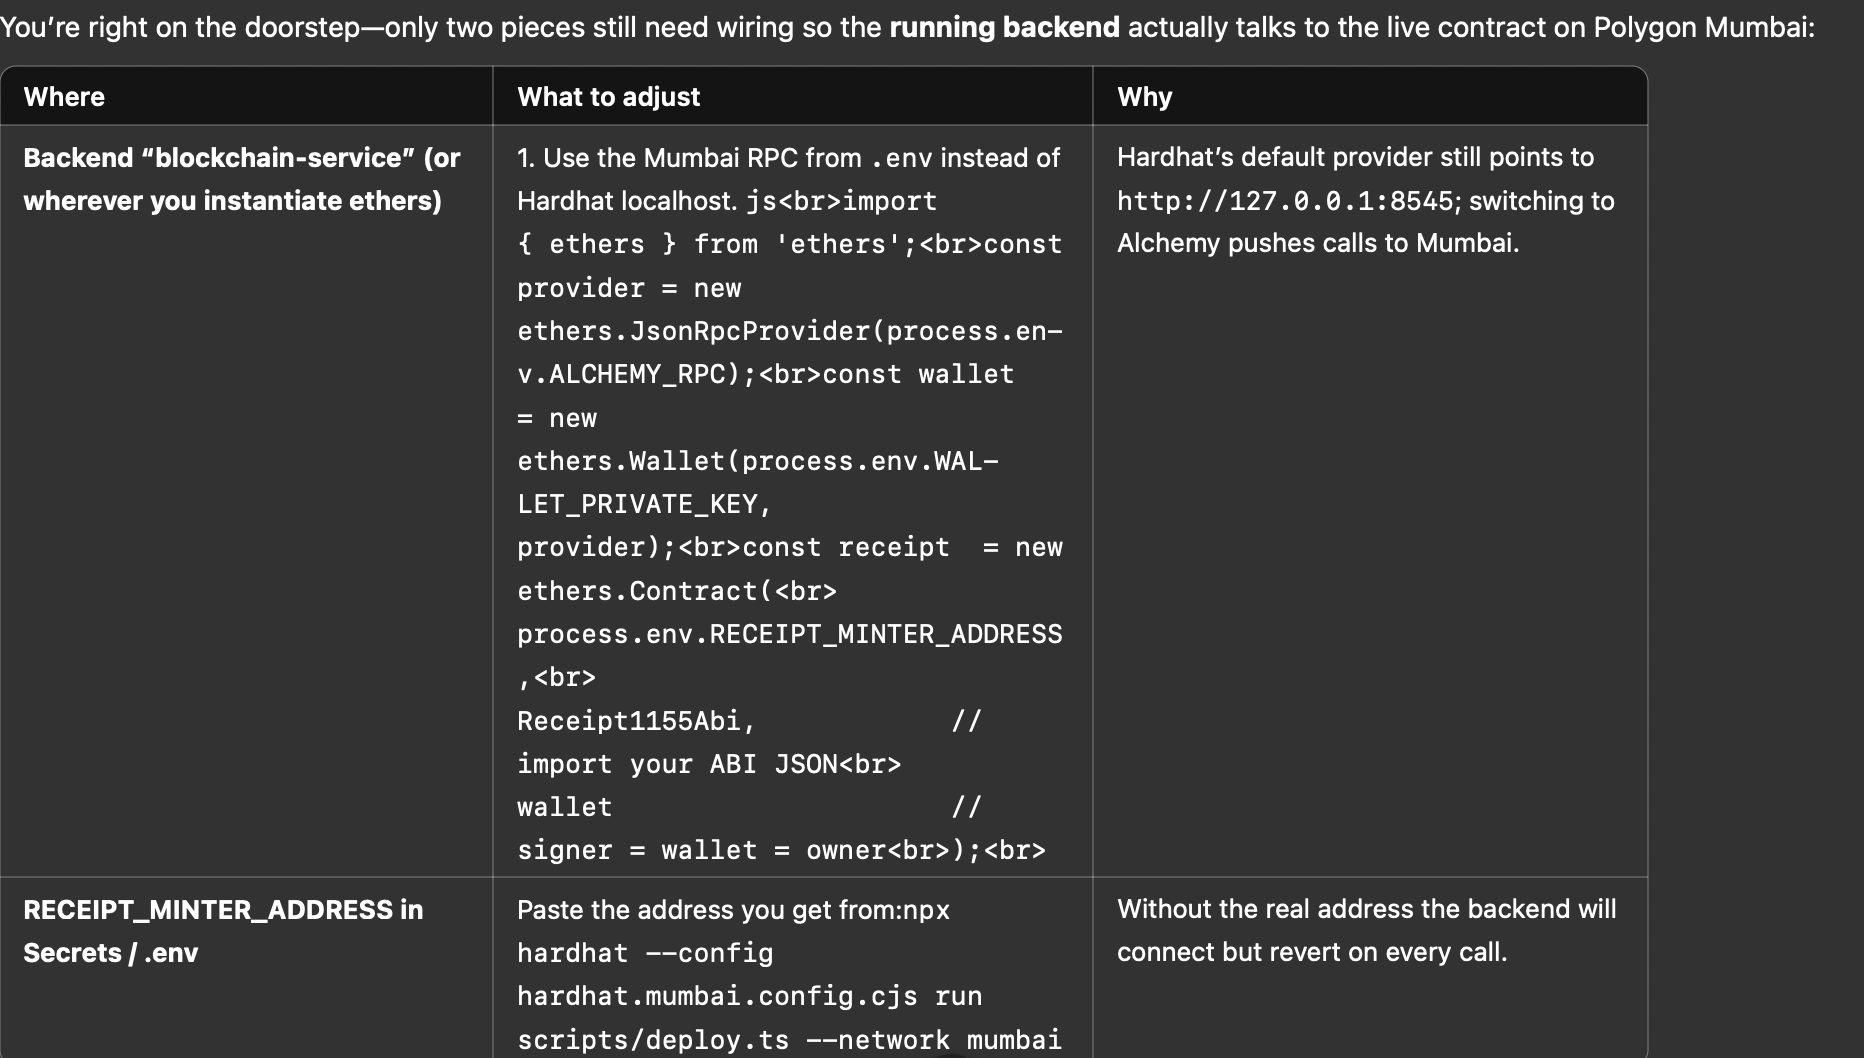 You’re right on the doorstep—only two pieces still need wiring so the running backend actually talks to the live contract on Polygon Mumbai:
Where
What to adjust
Why
Backend “blockchain-service” (or
wherever you instantiate ethers)
1. Use the Mumbai RPC from .env instead of
Hardhat localhost. js<br>import
{ ethers } from 'ethers';<br>const
provider = new
ethers.JsonRpcProvider(process.en-
v.ALCHEMY_RPC);<br>const wallet
= new
ethers.Wallet(process.env.WAL-
LET_PRIVATE_KEY,
provider);<br>const receipt  = new
ethers.Contract(<br>
process.env.RECEIPT_MINTER_ADDRESS
,<br>
Receipt1155Abi,            //
import your ABI JSON<br>
wallet                     //
signer = wallet = owner<br>);<br>
Hardhat’s default provider still points to
http://127.0.0.1:8545; switching to
Alchemy pushes calls to Mumbai.
RECEIPT_MINTER_ADDRESS in
Secrets / .env
Paste the address you get from:npx
hardhat --config
hardhat.mumbai.config.cjs run
scripts/deploy.ts --network mumbai
Without the real address the backend will
connect but revert on every call.